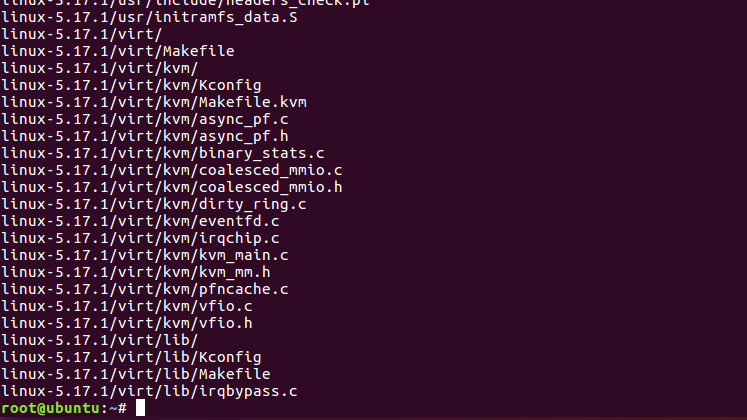 linux-5.17.1/usr/include/headers_check.pl
linux-5.17.1/usr/initramfs_data.S
linux-5.17.1/virt/
linux-5.17.1/virt/Makefile
linux-5.17.1/virt/kvm/
linux-5.17.1/virt/kvm/Kconfig
linux-5.17.1/virt/kvm/Makefile.kvm
linux-5.17.1/virt/kvm/async_pf.c
linux-5.17.1/virt/kvm/async_pf.h
linux-5.17.1/virt/kvm/binary_stats.c
linux-5.17.1/virt/kvm/coalesced_mmio.c
linux-5.17.1/virt/kvm/coalesced_mmio.h
linux-5.17.1/virt/kvm/dirty_ring.c
linux-5.17.1/virt/kvm/eventfd.c
linux-5.17.1/virt/kvm/irqchip.c
linux-5.17.1/virt/kvm/kvm_main.c
linux-5.17.1/virt/kvm/kvm_mm.h
linux-5.17.1/virt/kvm/pfncache.c
linux-5.17.1/virt/kvm/vfio.c
linux-5.17.1/virt/kvm/vfio.h
linux-5.17.1/virt/lib/
linux-5.17.1/virt/lib/Kconfig
linux-5.17.1/virt/lib/Makefile
linux-5.17.1/virt/lib/irqbypass.c
root@ubuntu:~#